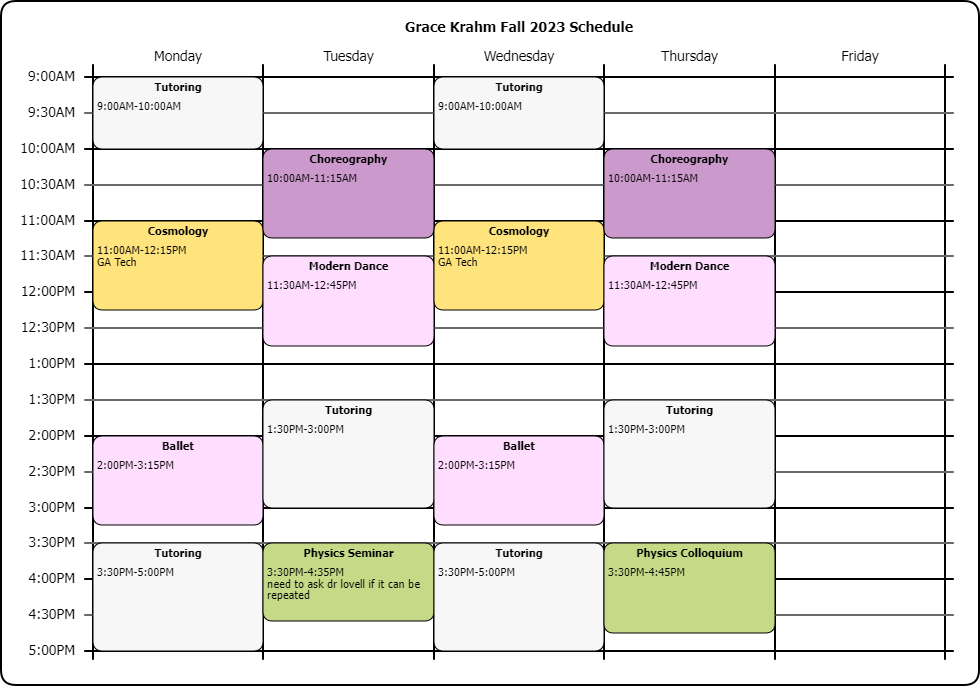 Grace Krahm Fall 2023 Schedule
Monday Tuesday Wednesday Thursday Friday
9:00AM
Tutoring
9:00AM-10:00AM
Tutoring
9:00AM-10:00AM
9:30AM
10:00AM
Choreography
10:00AM-11:15AM
Choreography
10:00AM-11:15AM
10:30AM
11:00AM
Cosmology
11:00AM-12:15PM
GA Tech
Cosmology
11:00AM-12:15PM
GA Tech
11:30AM
Modern Dance
11:30AM-12:45PM
Modern Dance
11:30AM-12:45PM
12:00PM
12:30PM
1:00PM
1:30PM
Tutoring
1:30PM-3:00PM
Tutoring
1:30PM-3:00PM
2:00PM
Ballet
2:00PM-3:15PM
Ballet
2:00PM-3:15PM
2:30PM
3:00PM
3:30PM
Tutoring
3:30PM-5:00PM
Physics Seminar
3:30PM-4:35PM
need to ask dr lovell if it can be
repeated
Tutoring
3:30PM-5:00PM
Physics Colloquium
3:30PM-4:45PM
4:00PM
4:30PM
5:00PM